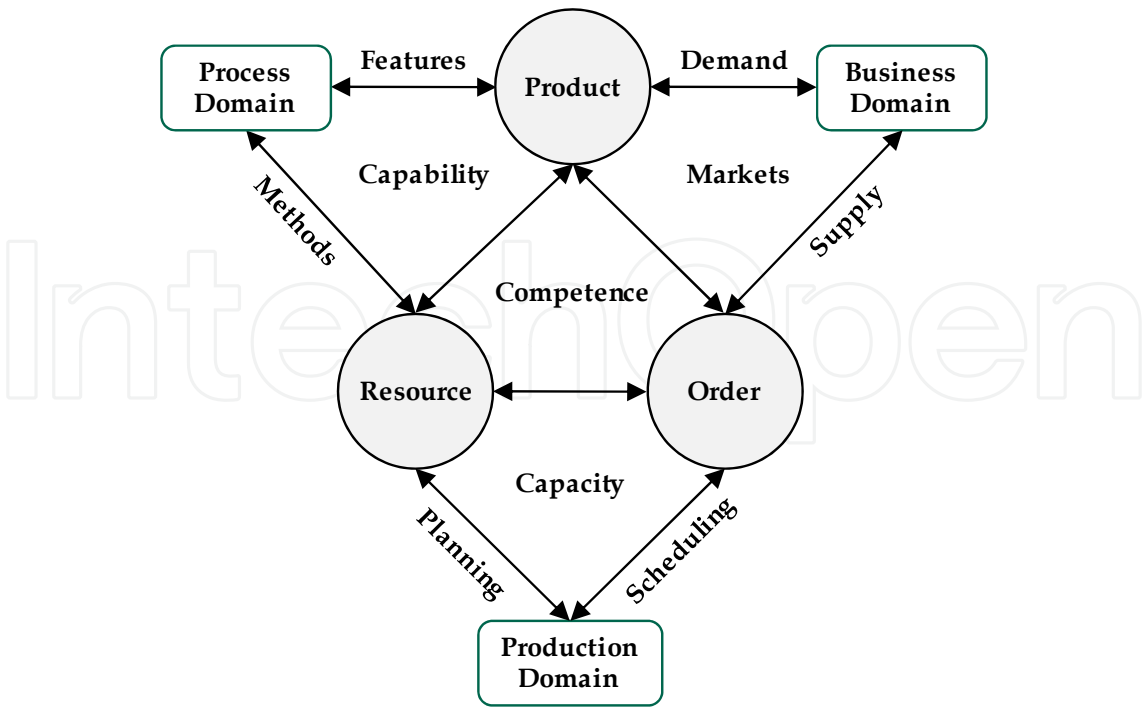 Process
Domain
Features
Product
Demand
Business
Domain
Capability
Markets
Methods
Supply
Competence
IntechOpen
Resource
Order
Capacity
Planning
Scheduling
Production
Domain